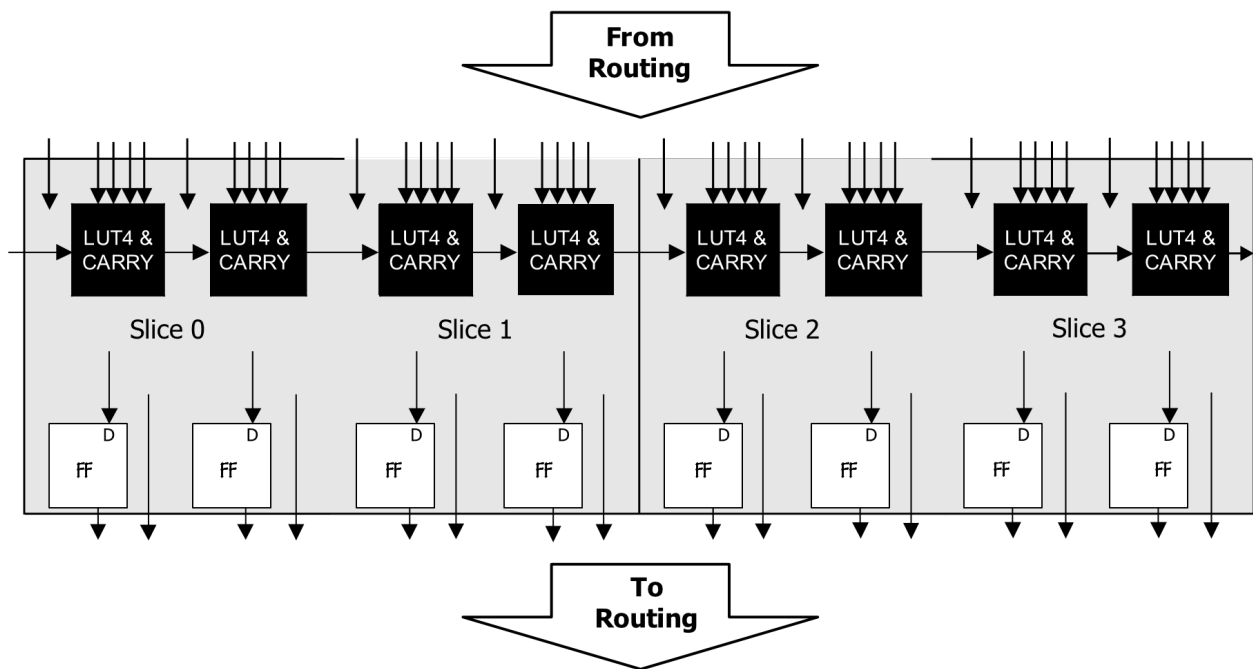 From
Routing
LUT4 &
CARRY
LUT4 &
CARRY
LUT4 &
CARRY
LUT4 &
CARRY
LUT4 &
CARRY
LUT4 &
CARRY
LUT4 &
CARRY
LUT4 &
CARRY
Slice 0
Slice 1
Slice 2
Slice 3
D
FF
D
FF
D
FF
D
FF
D
FF
D
FF
D
FF
D
FF
To
Routing